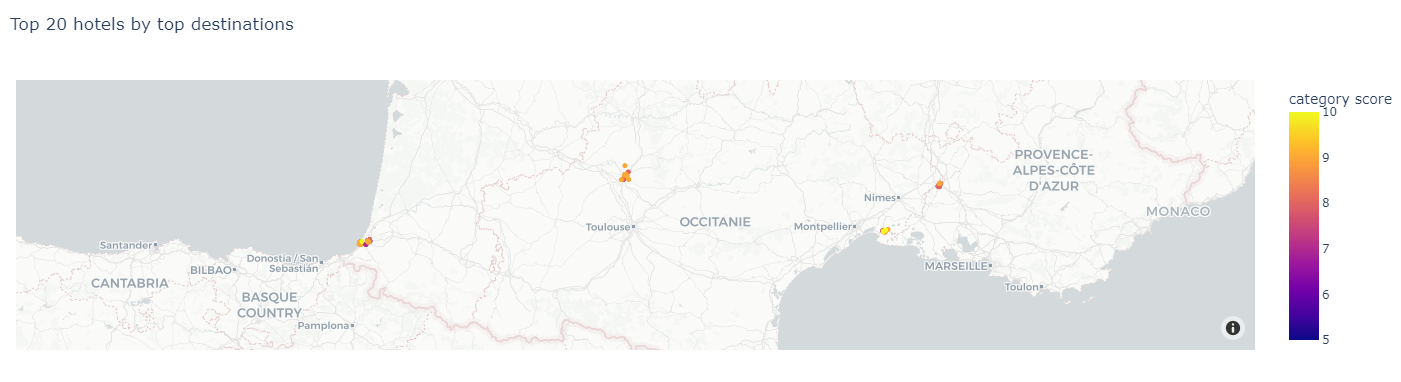 Top 20 hotels by top destinations
category score
10
9
8
7
6
5
PROVENCE-
ALPES-CÔTE
D'AZUR
Nimes
MONACO
OCCITANIE
Toulouse
Montpellier
Santander
Donostia / San
Sebastián
BILBAO
MARSEILLE
CANTABRIA
Toulon
BASQUE
COUNTRY
Pamplona